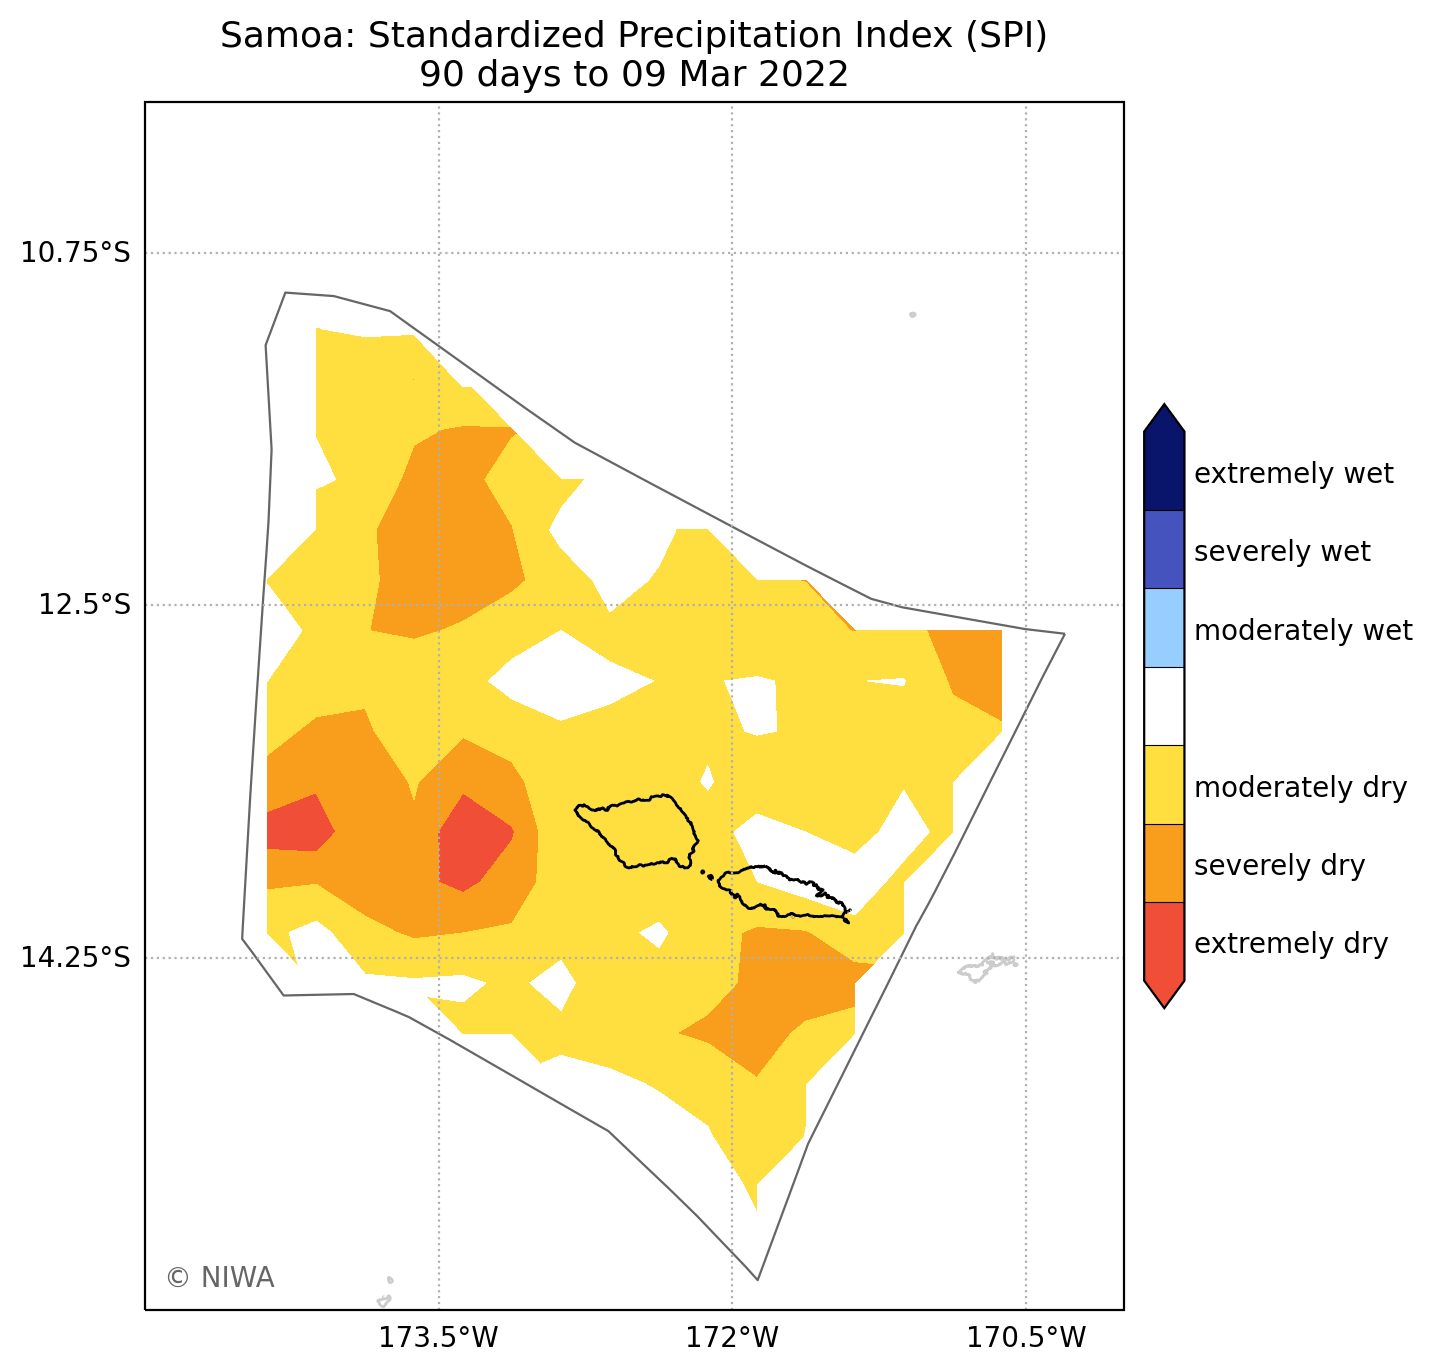 Samoa: Standardized Precipitation Index (SPI)
90 days to 09 Mar 2022
10.75°S
12.5°S
14.25°S
173.5°W
172°W
170.5°W
extremely wet
severely wet
moderately wet
moderately dry
severely dry
extremely dry
© NIWA